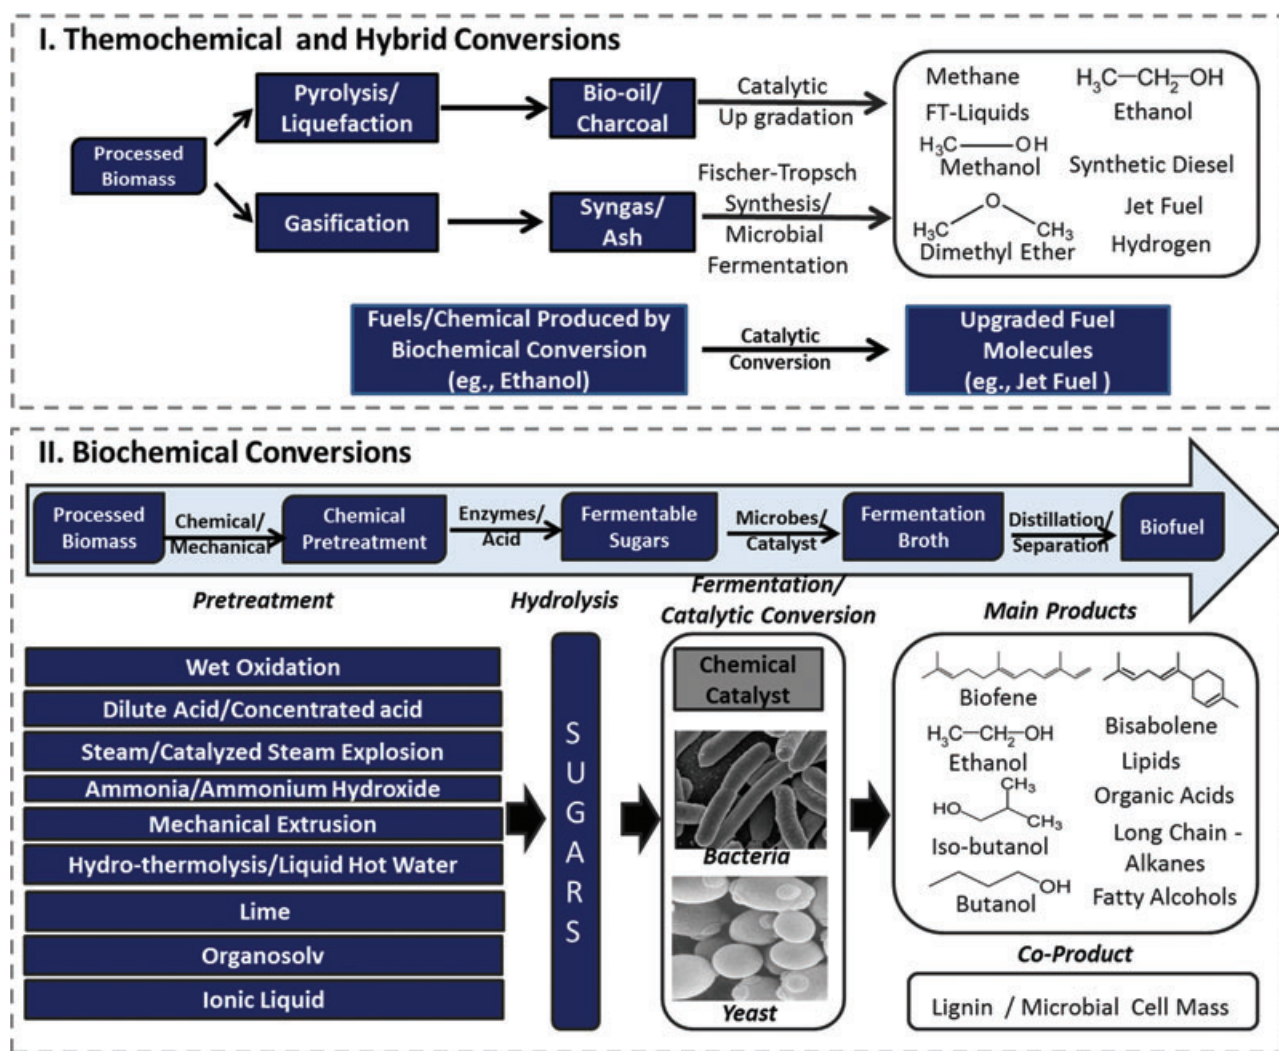 I. Themochemical and Hybrid Conversions
Processed
Biomass
Pyrolysis/
Liquefaction
Bio-oil/
Charcoal
Catalytic
Up gradation
Gasification
Syngas/
Ash
Fischer-Tropsch
Synthesis/
Microbial
Fermentation
Methane
H₃C—CH₂—OH
FT-Liquids
Ethanol
H₃C—OH
Methanol
Synthetic Diesel
O
H₃C
CH₃
Dimethyl Ether
Jet Fuel
Hydrogen
Fuels/Chemical Produced by
Biochemical Conversion
(eg., Ethanol)
Catalytic
Conversion
Upgraded Fuel
Molecules
(eg., Jet Fuel )
II. Biochemical Conversions
Processed
Biomass
Chemical/
Mechanical
Chemical
Pretreatment
Enzymes/
Acid
Fermentable
Sugars
Microbes/
Catalyst
Fermentation
Broth
Distillation/
Separation
Biofuel
Pretreatment
Hydrolysis
Fermentation/
Catalytic Conversion
Main Products
Wet Oxidation
Dilute Acid/Concentrated acid
Steam/Catalyzed Steam Explosion
Ammonia/Ammonium Hydroxide
Mechanical Extrusion
Hydro-thermolysis/Liquid Hot Water
Lime
Organosolv
Ionic Liquid
SUGARS
Chemical
Catalyst
Bacteria
Yeast
Biofene
H₃C—CH₂—OH
Ethanol
HO
CH₃
CH₃
Iso-butanol
OH
Butanol
Bisabolene
Lipids
Organic Acids
Long Chain -
Alkanes
Fatty Alcohols
Co-Product
Lignin / Microbial Cell Mass